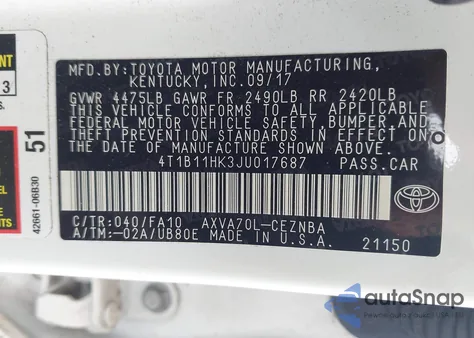 MFD.BY:TOYOTA MOTOR MANUFACTURING,
KENTUCKY,INC.09/17
GVWR 4475LB GAWR FR 2490LB RR 2420LB
THIS VEHICLE CONFORMS TO ALL APPLICABLE
FEDERAL MOTOR VEHICLE SAFETY,BUMPER,AND
THEFT PREVENTION STANDARDS IN EFFECT ON
THE DATE OF MANUFACTURE SHOWN ABOVE.
4T1B11HK3JU017687 PASS.CAR
C/TR:040/FA10 AXVA70L-CEZNBA
A/TM:-02A/UB80E MADE IN U.S.A. 21150
TOYOTA
51
42661-06B30
3
S.
autoSnap